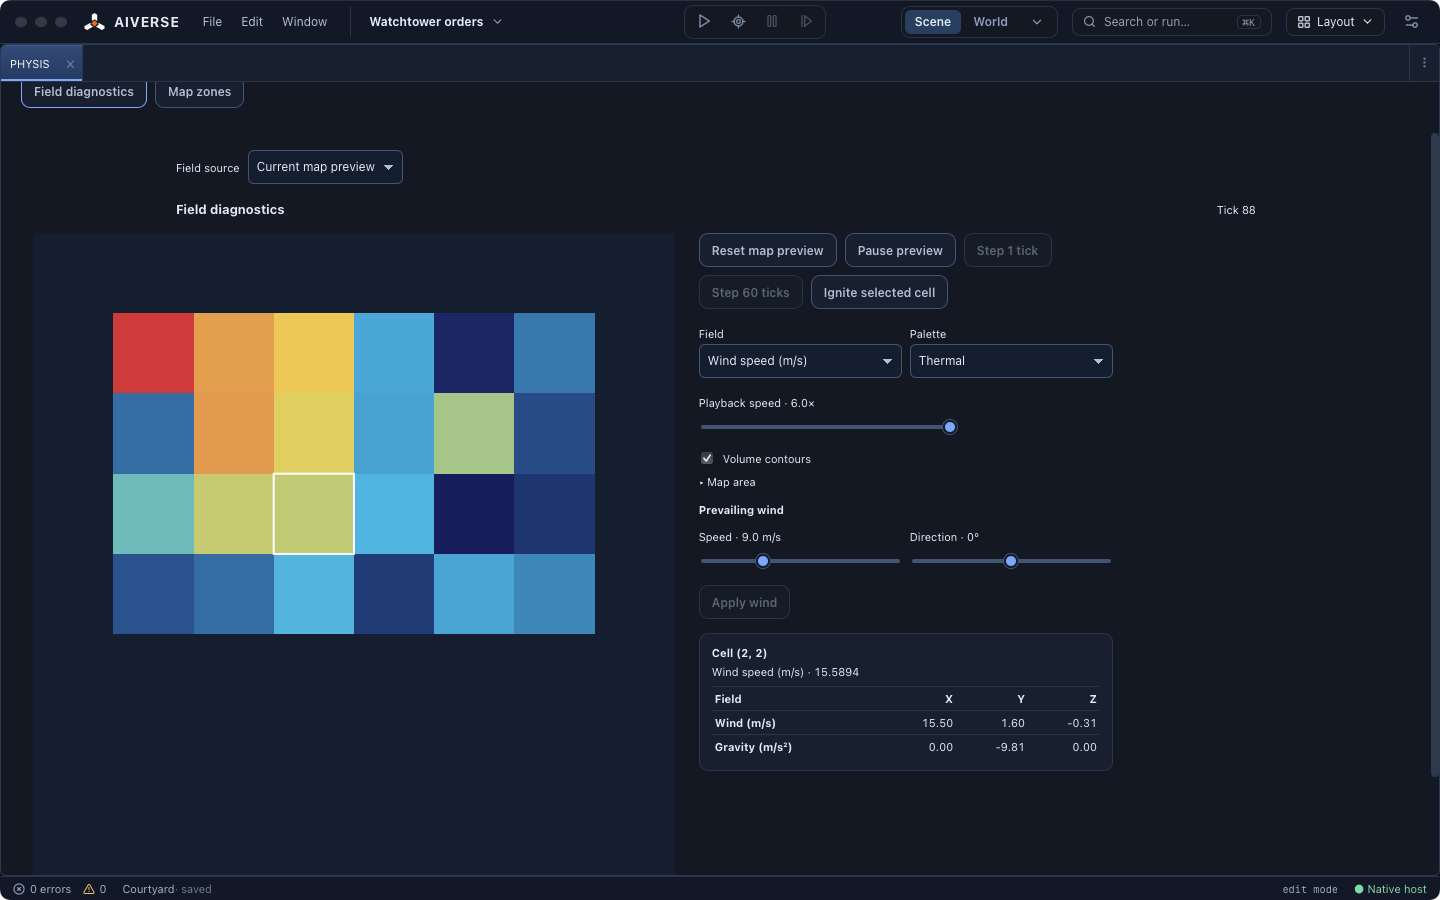 AIVERSE File Edit Window Watchtower orders Scene World Search or run... ⌘K Layout
PHYSIS
Field diagnostics Map zones
Field source Current map preview
Field diagnostics Tick 88
Reset map preview Pause preview Step 1 tick
Step 60 ticks Ignite selected cell
Field Palette
Wind speed (m/s) Thermal
Playback speed · 6.0×
Volume contours
Map area
Prevailing wind
Speed · 9.0 m/s Direction · 0°
Apply wind
Cell (2, 2)
Wind speed (m/s) · 15.5894
Field X Y Z
Wind (m/s) 15.50 1.60 -0.31
Gravity (m/s²) 0.00 -9.81 0.00
0 errors 0 Courtyard · saved edit mode Native host